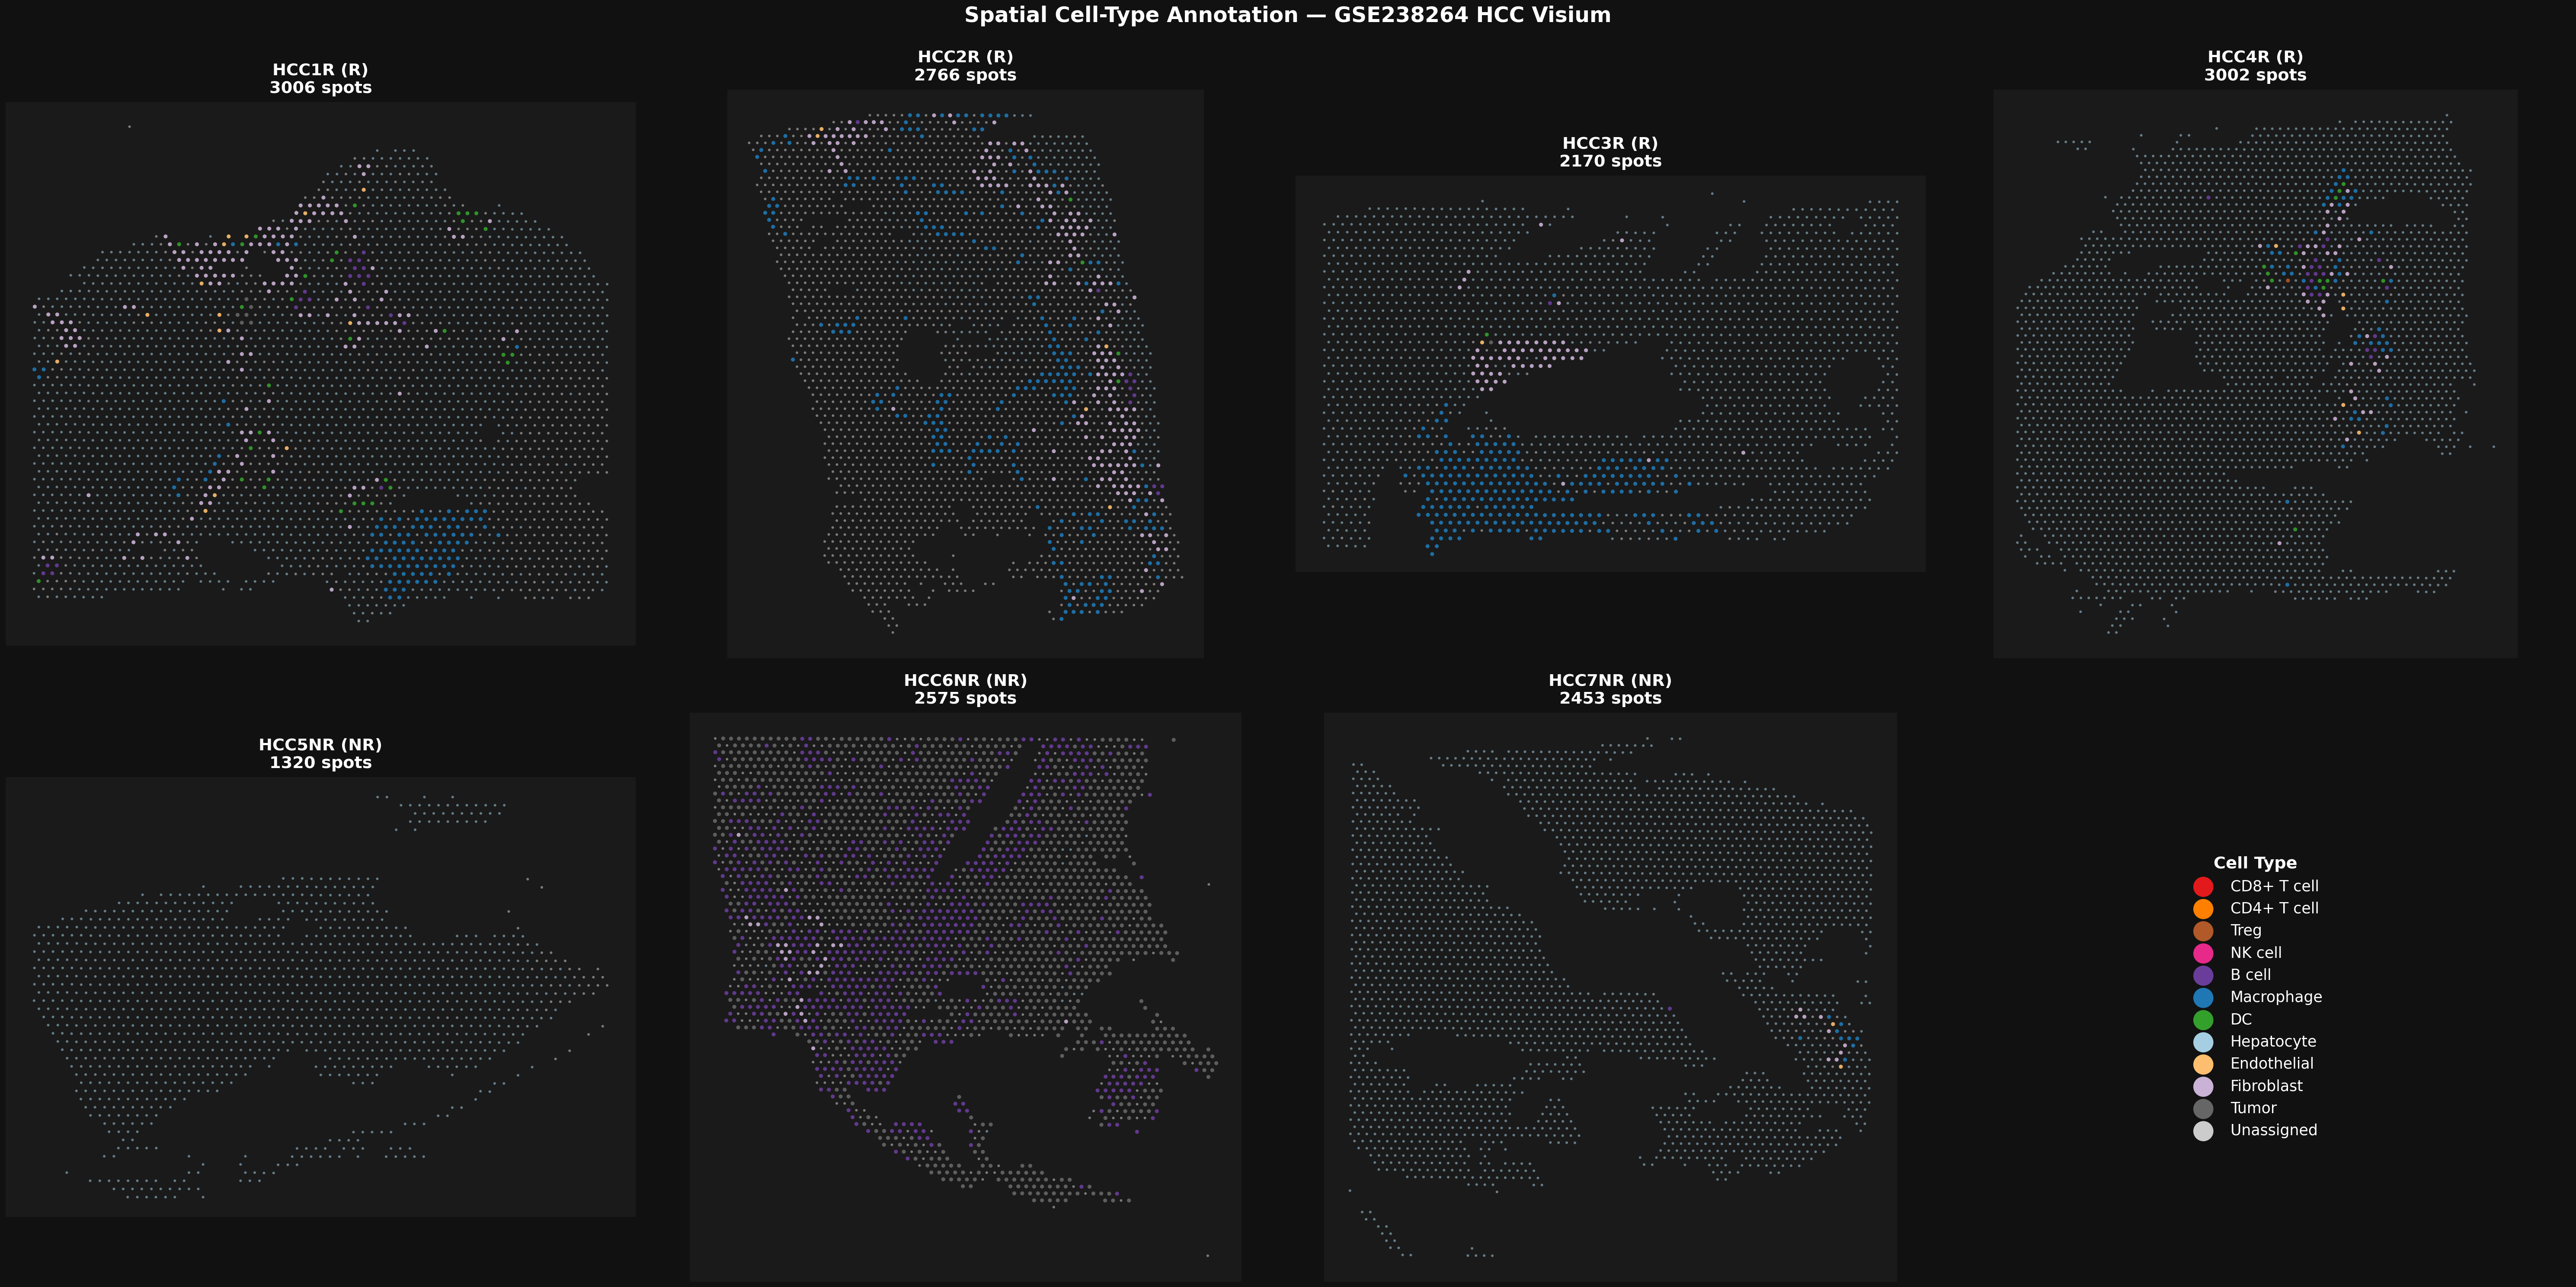 Spatial Cell-Type Annotation — GSE238264 HCC Visium
HCC1R (R)
3006 spots
HCC2R (R)
2766 spots
HCC3R (R)
2170 spots
HCC4R (R)
3002 spots
HCC5NR (NR)
1320 spots
HCC6NR (NR)
2575 spots
HCC7NR (NR)
2453 spots
Cell Type
CD8+ T cell
CD4+ T cell
Treg
NK cell
B cell
Macrophage
DC
Hepatocyte
Endothelial
Fibroblast
Tumor
Unassigned